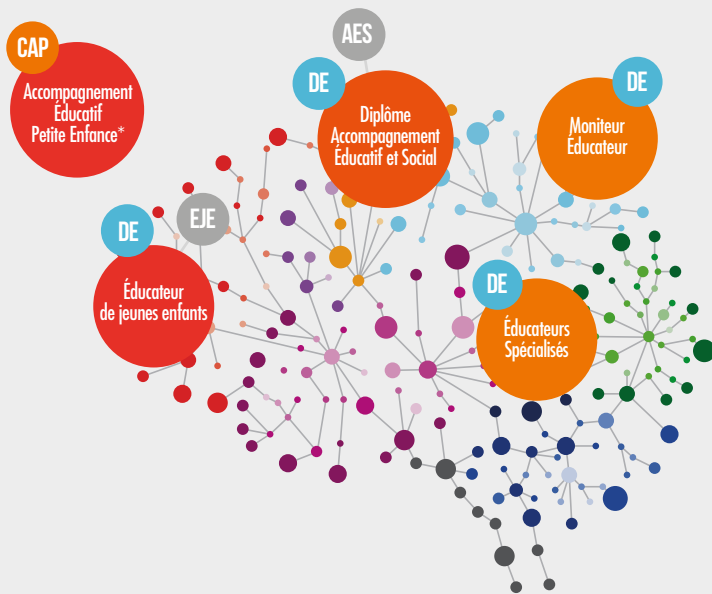 CAP
Accompagnement
Éducatif
Petite Enfance*
AES
DE
Diplôme
Accompagnement
Éducatif et Social
DE
Moniteur
Éducateur
DE
EJE
Éducateur
de jeunes enfants
DE
Éducateurs
Spécialisés